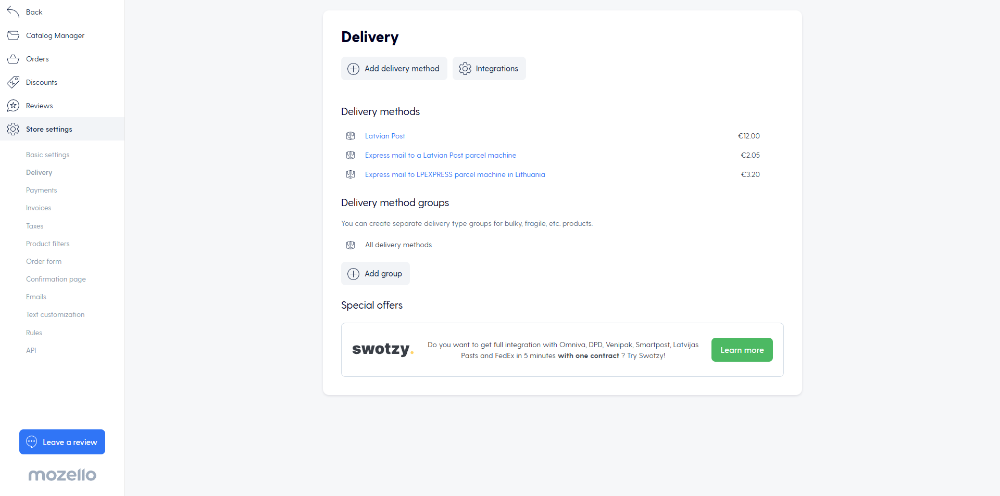 Back
Catalog Manager
Orders
Discounts
Reviews
Store settings
Basic settings
Delivery
Payments
Invoices
Taxes
Product filters
Order form
Confirmation page
Emails
Text customization
Rules
API
Leave a review
mozello
Delivery
Add delivery method
Integrations
Delivery methods
Latvian Post €12.00
Express mail to a Latvian Post parcel machine €2.05
Express mail to LPEXPRESS parcel machine in Lithuania €3.20
Delivery method groups
You can create separate delivery type groups for bulky, fragile, etc. products.
All delivery methods
Add group
Special offers
swotzy.
Do you want to get full integration with Omniva, DPD, Venipak, Smartpost, Latvijas
Pasts and FedEx in 5 minutes with one contract ? Try Swotzy!
Learn more